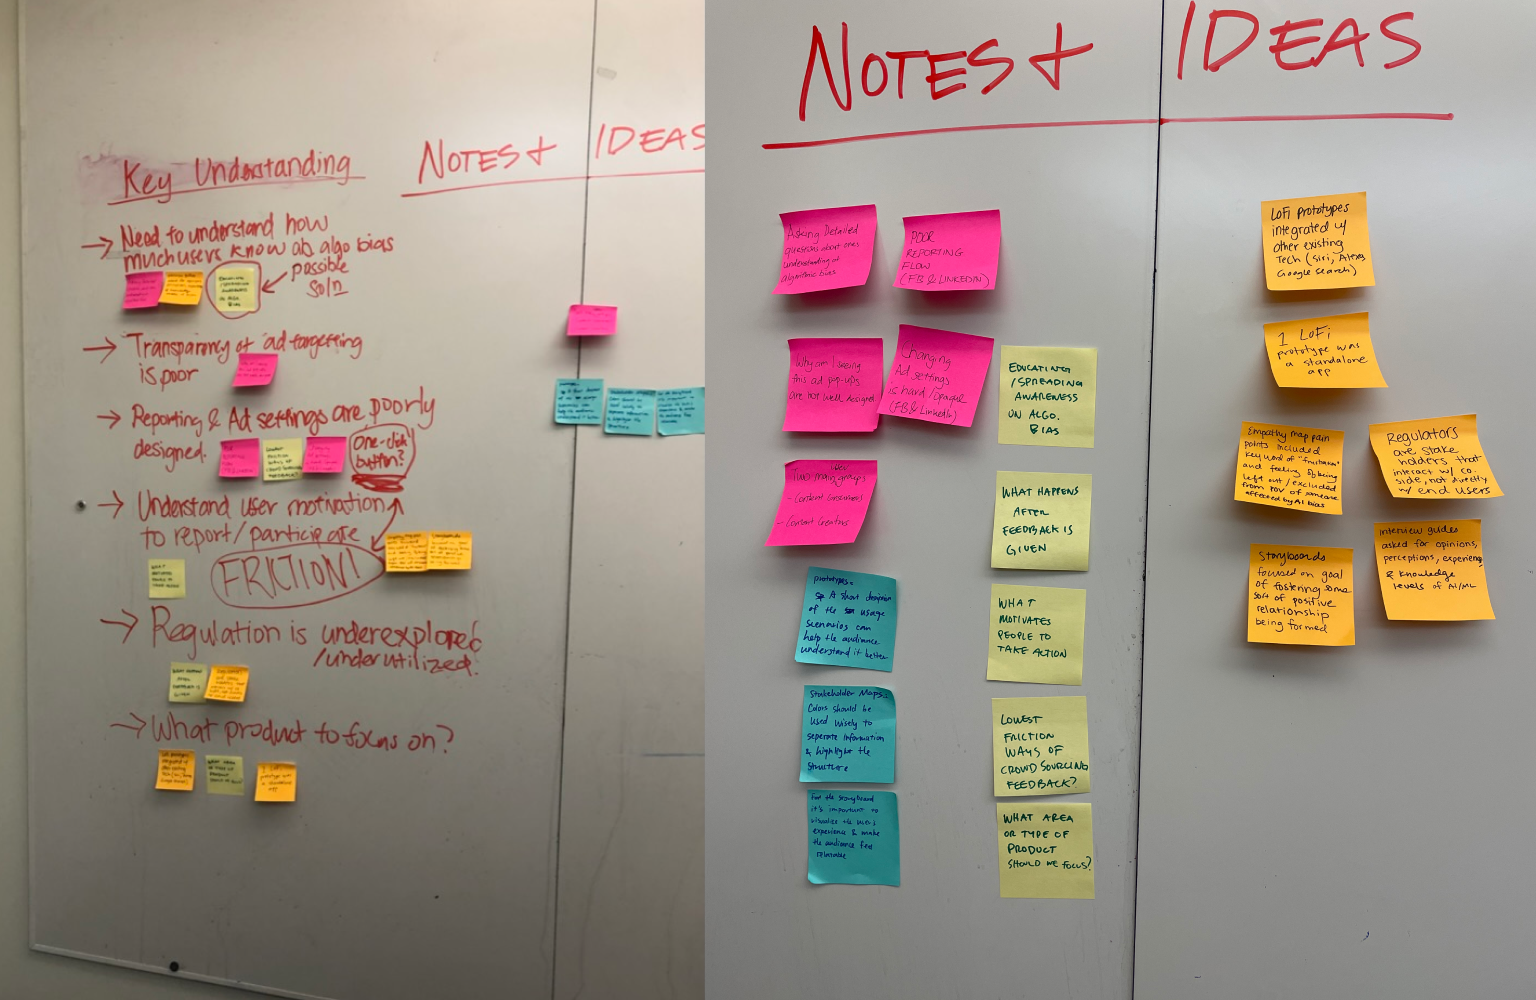 Key Understanding
→ Need to understand how
much users know ab algo bias
possible
soln
EDUCATING
/SPREADING
AWARENESS
ON ALGO.
BIAS
→ Transparency of ad targetting
is poor
→ Reporting & Ad settings are poorly
designed.
One-click
button?
→ Understand user motivation
to report/participate
FRICTION!
→ Regulation is underexplored
/underutilized.
→ What product to focus on?
NOTES + IDEAS
NOTES + IDEAS
Asking Detailed
questions about ones
understanding of
algorithmic bias
POOR
REPORTING
FLOW
(FB & LINKEDIN)
Why am I seeing
this ad pop-ups
are not well designed
Changing
Ad settings
is hard/opaque
(FB & LinkedIn)
Two main user groups
- Content Consumers
- Content Creators
prototypes:
A short description
of the usage
scenarios can
help the audience
understand it better
Stakeholder Maps:
Colors should be
used wisely to
seperate information
& highlight the
structure
For the storyboard
it's important to
visualize the user's
experience & make
the audience feel
relatable
EDUCATING
/SPREADING
AWARENESS
ON ALGO.
BIAS
WHAT HAPPENS
AFTER
FEEDBACK IS
GIVEN
WHAT
MOTIVATES
PEOPLE TO
TAKE ACTION
LOWEST
FRICTION
WAYS OF
CROWD SOURCING
FEEDBACK?
WHAT AREA
OR TYPE OF
PRODUCT
SHOULD WE FOCUS?
LoFi prototypes
integrated w/
other existing
Tech (Siri, Alexa,
Google search)
1 LoFi
prototype was
a standalone
app
Empathy map pain
points included
key word of "frustration"
and feeling of being
left out/excluded
from POV of someone
affected by AI bias
Regulators
are stake
holders that
interact w/ co.
side, not directly
w/ end users
Storyboards
focused on goal
of fostering some
sort of positive
relationship
being formed
interview guides
asked for opinions,
perceptions, experiences
& knowledge
levels of AI/ML